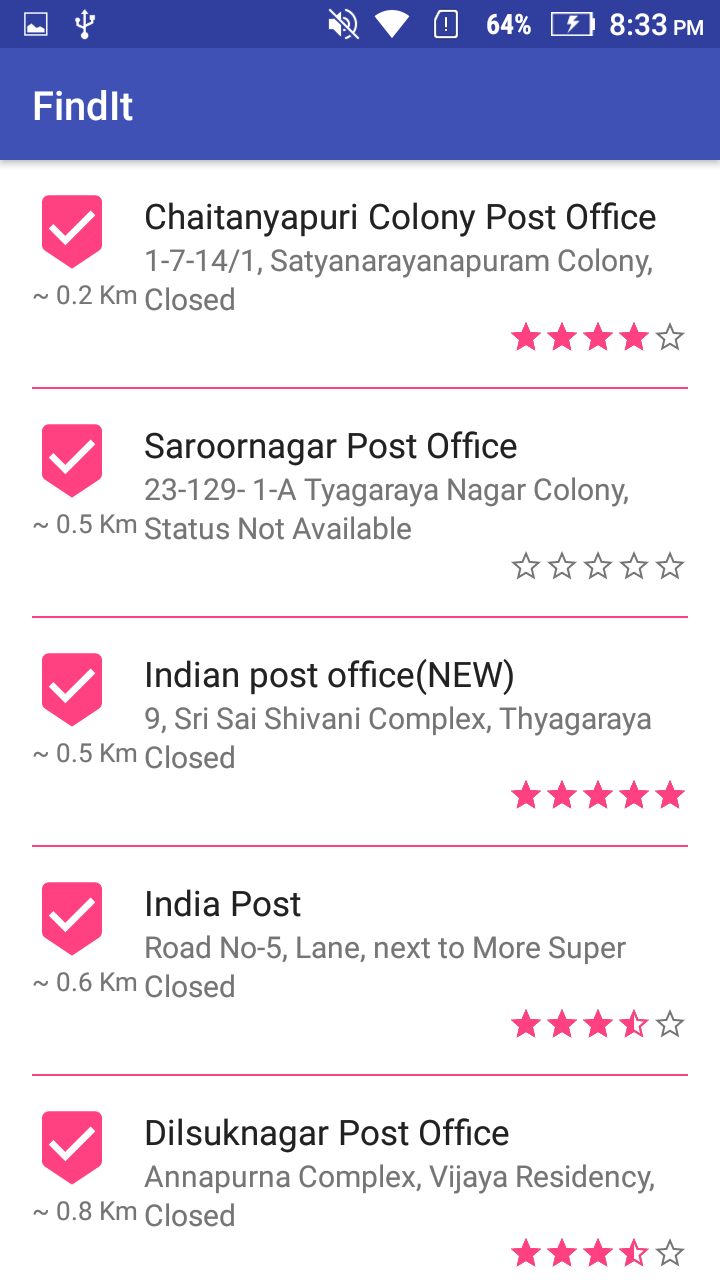 64% 8:33 PM
FindIt
Chaitanyapuri Colony Post Office
1-7-14/1, Satyanarayanapuram Colony,
~ 0.2 Km Closed
Saroornagar Post Office
23-129- 1-A Tyagaraya Nagar Colony,
~ 0.5 Km Status Not Available
Indian post office(NEW)
9, Sri Sai Shivani Complex, Thyagaraya
~ 0.5 Km Closed
India Post
Road No-5, Lane, next to More Super
~ 0.6 Km Closed
Dilsuknagar Post Office
Annapurna Complex, Vijaya Residency,
~ 0.8 Km Closed